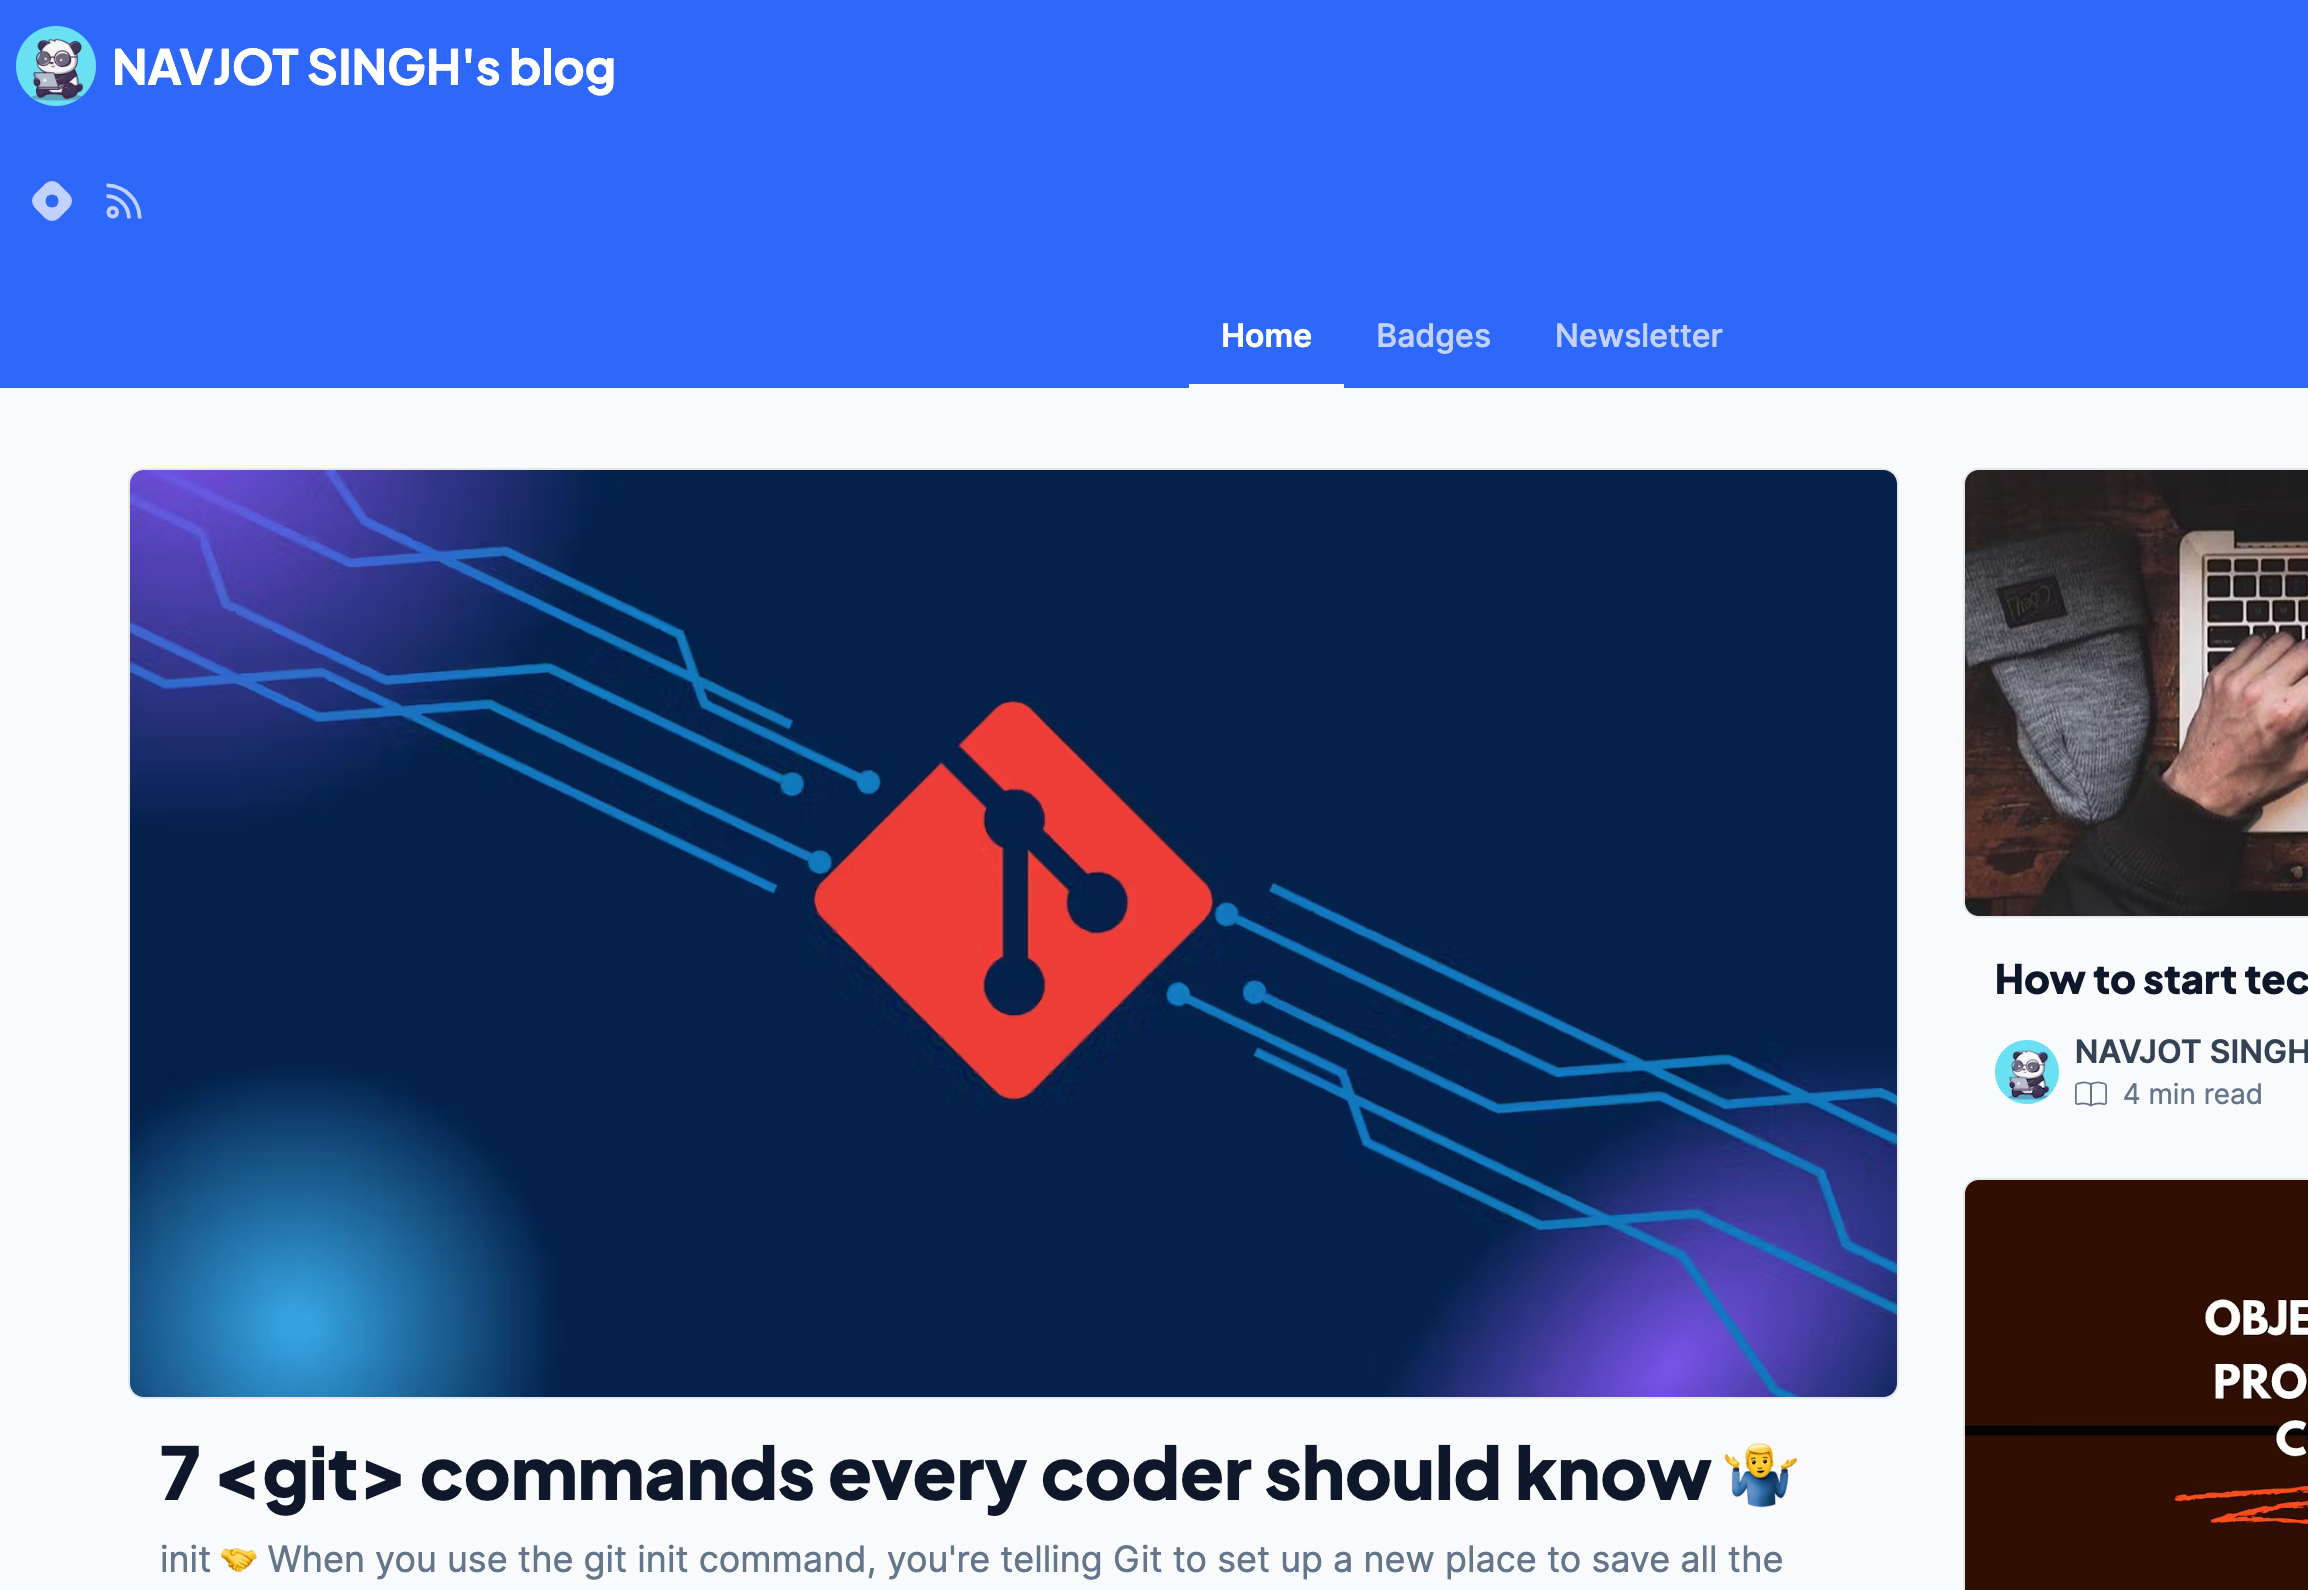 NAVJOT SINGH's blog
Home Badges Newsletter
7 <git> commands every coder should know 🤷‍♂️
init 🤝 When you use the git init command, you're telling Git to set up a new place to save all the
How to start tec
NAVJOT SINGH
4 min read
OBJE
PRO
C